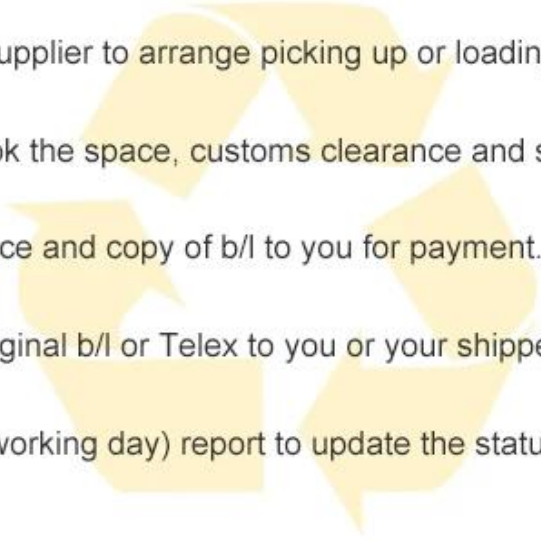 upplier to arrange picking up or loadin
ok the space, customs clearance and s
ce and copy of b/l to you for payment.
ginal b/l or Telex to you or your shippe
working day) report to update the statu